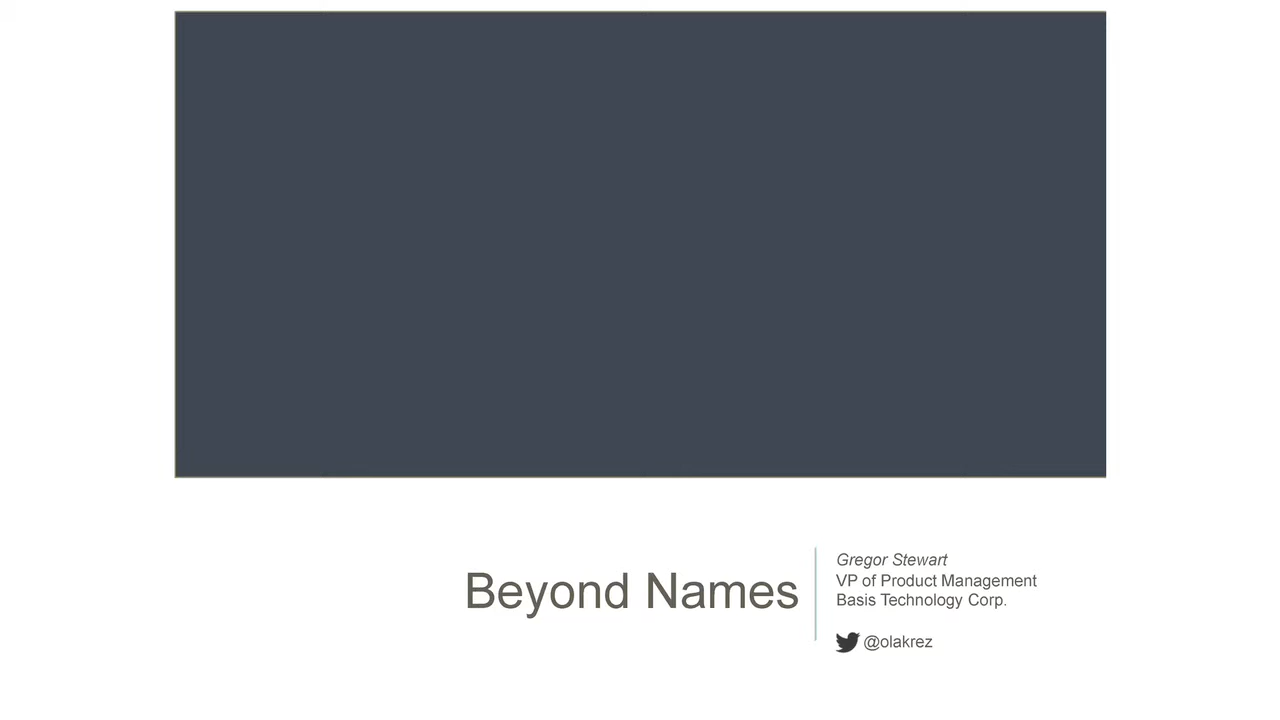 Beyond Names
Gregor Stewart
VP of Product Management
Basis Technology Corp.
@olakrez